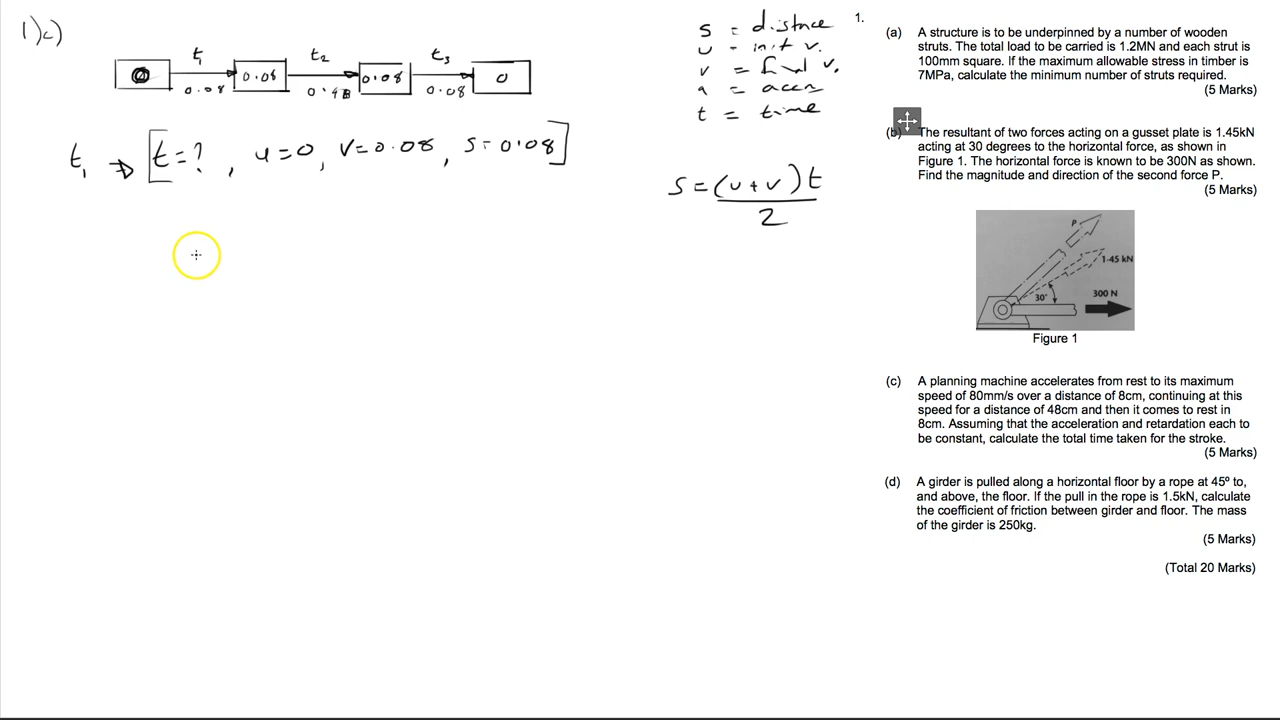 1)c)
t1 t2 t3
0 0.08 0.08 0
0.08 0.48 0.08
t1 ⇒ [t=?, u=0, v=0.08, s=0.08]
s = distance
u - init v.
v = final v.
a = accn
t = time
s = (u+v)t
2
1.
(a) A structure is to be underpinned by a number of wooden
struts. The total load to be carried is 1.2MN and each strut is
100mm square. If the maximum allowable stress in timber is
7MPa, calculate the minimum number of struts required.
(5 Marks)
(b) The resultant of two forces acting on a gusset plate is 1.45kN
acting at 30 degrees to the horizontal force, as shown in
Figure 1. The horizontal force is known to be 300N as shown.
Find the magnitude and direction of the second force P.
(5 Marks)
P
1·45 kN
30°
300 N
Figure 1
(c) A planning machine accelerates from rest to its maximum
speed of 80mm/s over a distance of 8cm, continuing at this
speed for a distance of 48cm and then it comes to rest in
8cm. Assuming that the acceleration and retardation each to
be constant, calculate the total time taken for the stroke.
(5 Marks)
(d) A girder is pulled along a horizontal floor by a rope at 45º to,
and above, the floor. If the pull in the rope is 1.5kN, calculate
the coefficient of friction between girder and floor. The mass
of the girder is 250kg.
(5 Marks)
(Total 20 Marks)